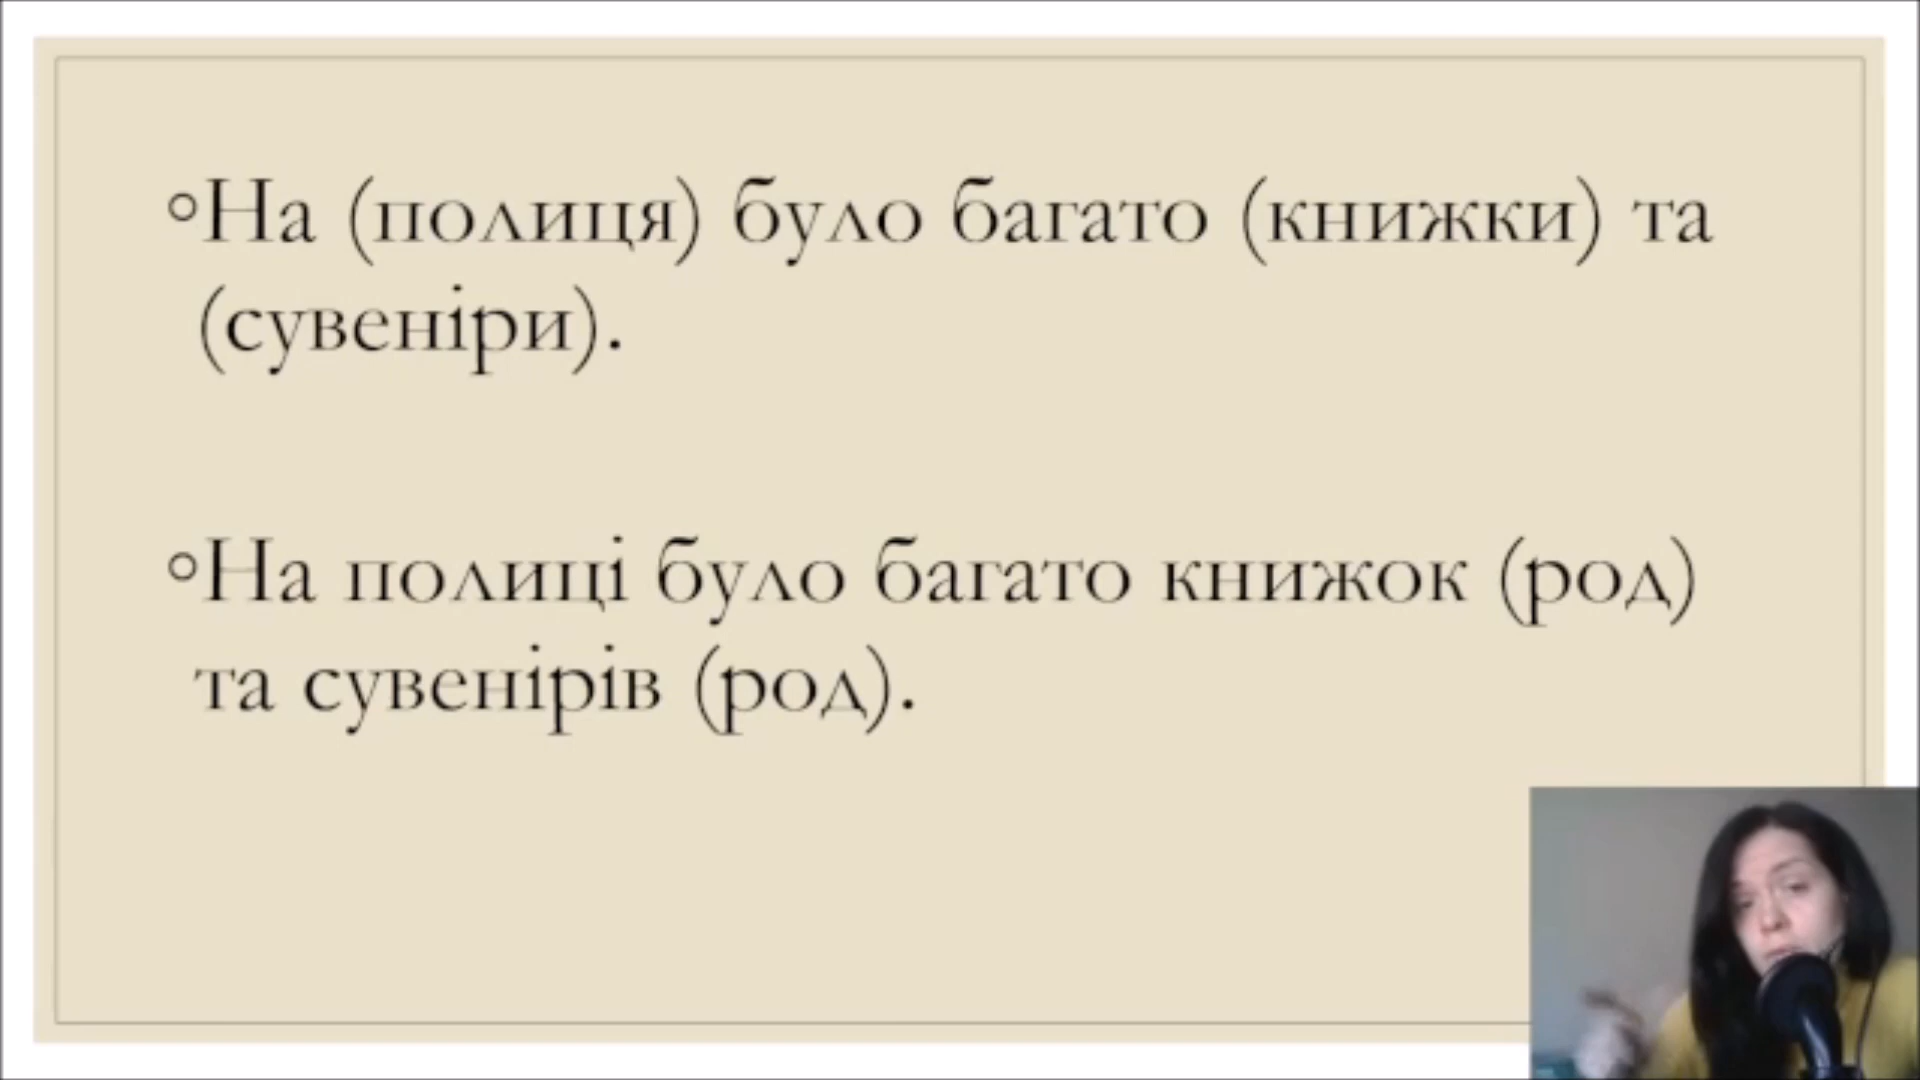 ◦На (полиця) було багато (книжки) та
(сувеніри).
◦На полиці було багато книжок (род)
та сувенірів (род).